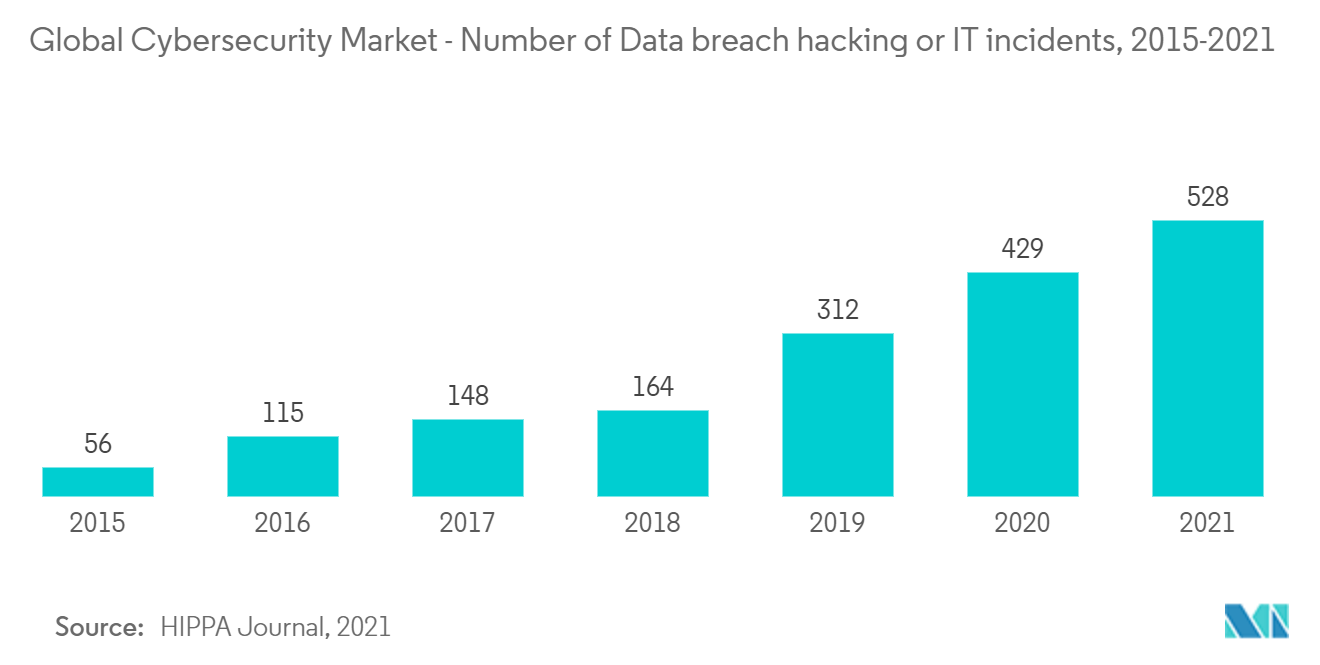 Global Cybersecurity Market - Number of Data breach hacking or IT incidents, 2015-2021
528
429
312
164
148
115
56
2015 2016 2017 2018 2019 2020 2021
Source: HIPPA Journal, 2021